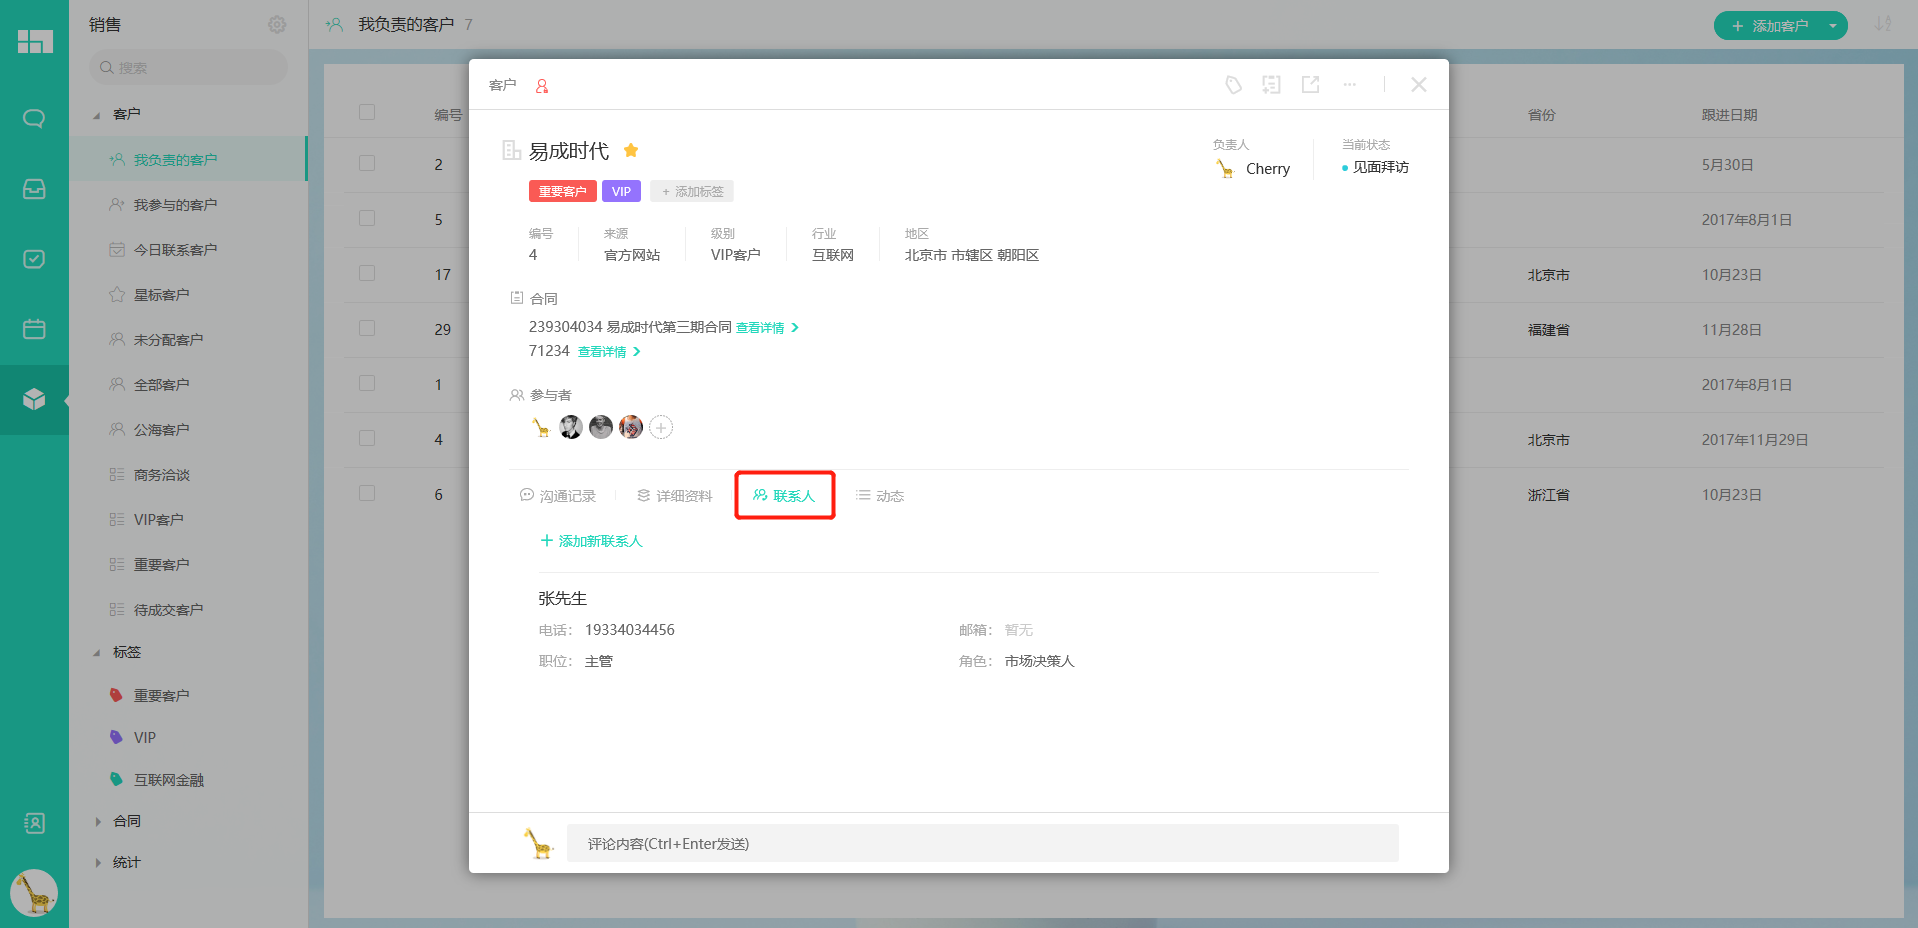 销售
搜索
客户
我负责的客户
我参与的客户
今日联系客户
星标客户
未分配客户
全部客户
公海客户
商务洽谈
VIP客户
重要客户
待成交客户
标签
重要客户
VIP
互联网金融
合同
统计
我负责的客户 7
+ 添加客户
编号
省份
跟进日期
2
5月30日
5
2017年8月1日
17
北京市
10月23日
29
福建省
11月28日
1
2017年8月1日
4
北京市
2017年11月29日
6
浙江省
10月23日
客户
易成时代
负责人
Cherry
当前状态
见面拜访
重要客户
VIP
+ 添加标签
编号
4
来源
官方网站
级别
VIP客户
行业
互联网
地区
北京市 市辖区 朝阳区
合同
239304034 易成时代第三期合同 查看详情
71234 查看详情
参与者
沟通记录
详细资料
联系人
动态
+ 添加新联系人
张先生
电话: 19334034456
邮箱: 暂无
职位: 主管
角色: 市场决策人
评论内容(Ctrl+Enter发送)